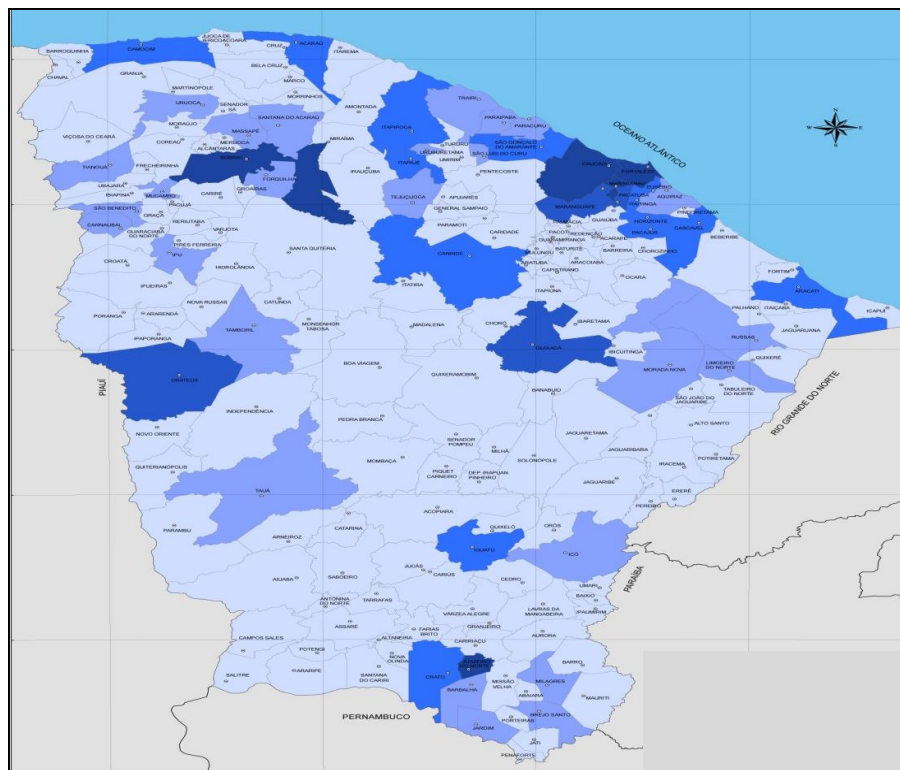 JIJOCA DE
JERICOACOARA
CRUZ
ACARAÚ
BARROQUINHA
CAMOCIM
ITAREMA
CHAVAL
GRANJA
BELA CRUZ
MARCO
MARTINÓPOLE
MORRINHOS
URUOCA
SENADOR
SÁ
AMONTADA
TRAIRI
SANTANA DO ACARAÚ
MORAÚJO
MASSAPÊ
PARAIPABA
PARACURU
ITAPIPOCA
VIÇOSA DO CEARÁ
COREAÚ
MERUOCA
ALCÂNTARAS
MIRAÍMA
TURURU
URUBURETAMA
UMIRIM
SÃO GONÇALO
DO AMARANTE
SÃO LUIS DO CURU
OCEANO ATLÂNTICO
N
W
E
S
TIANGUÁ
FRECHEIRINHA
SOBRAL
FORQUILHA
IRAUÇUBA
ITAPAJÉ
PENTECOSTE
CAUCAIA
FORTALEZA
MARACANAÚ
EUSÉBIO
AQUIRAZ
UBAJARA
IBIAPINA
MUCAMBO
PACUJÁ
CARIRÉ
GROAÍRAS
TEJUÇUOCA
APUIARÉS
GENERAL SAMPAIO
MARANGUAPE
PACATUBA
ITAITINGA
SÃO BENEDITO
GRAÇA
RERIUTABA
VARJOTA
CARNAUBAL
GUARACIABA
DO NORTE
PARAMOTI
CARIDADE
PALMÁCIA
GUAIÚBA
HORIZONTE
PINDORETAMA
CASCAVEL
PACAJUS
BEBERIBE
PIRES FERREIRA
IPU
SANTA QUITÉRIA
CANINDÉ
PACOTI
REDENÇÃO
GUARAMIRANGA
ACARAPE
MULUNGU
BATURITÉ
BARREIRA
CHOROZINHO
CROATÁ
HIDROLÂNDIA
ARATUBA
ARACOIABA
CAPISTRANO
OCARA
FORTIM
ITATIRA
ITAPIÚNA
ARACATI
IPUEIRAS
NOVA RUSSAS
CATUNDA
PORANGA
ARARENDÁ
TAMBORIL
MONSENHOR
TABOSA
MADALENA
CHORÓ
IBARETAMA
PALHANO
ITAIÇABA
ICAPUÍ
JAGUARUANA
IPAPORANGA
QUIXADÁ
IBICUITINGA
RUSSAS
QUIXERÉ
BOA VIAGEM
QUIXERAMOBIM
MORADA NOVA
LIMOEIRO
DO NORTE
CRATEÚS
PIAUÍ
BANABUIÚ
TABULEIRO
DO NORTE
SÃO JOÃO DO
JAGUARIBE
RIO GRANDE DO NORTE
INDEPENDÊNCIA
PEDRA BRANCA
ALTO SANTO
NOVO ORIENTE
SENADOR
POMPEU
JAGUARETAMA
MILHÃ
MOMBAÇA
SOLONÓPOLE
JAGUARIBARA
POTIRETAMA
QUITERIANÓPOLIS
PIQUET
CARNEIRO
DEP. IRAPUAN
PINHEIRO
IRACEMA
JAGUARIBE
TAUÁ
ERERÊ
PEREIRO
ACOPIARA
CATARINA
PARAMBU
QUIXELÔ
ORÓS
ARNEIROZ
IGUATU
ICÓ
JUCÁS
CARIÚS
AIUABA
SABOEIRO
CEDRO
UMARI
PARAÍBA
BAIXIO
ANTONINA
DO NORTE
TARRAFAS
LAVRAS DA
MANGABEIRA
IPAUMIRIM
VÁRZEA ALEGRE
ASSARÉ
FARIAS
BRITO
GRANJEIRO
AURORA
CAMPOS SALES
ALTANEIRA
CARIRIAÇU
POTENGI
NOVA
OLINDA
BARRO
ARARIPE
SANTANA
DO CARIRI
CRATO
JUAZEIRO
DO NORTE
SALITRE
BARBALHA
MISSÃO
VELHA
MILAGRES
ABAIARA
MAURITI
PERNAMBUCO
PORTEIRAS
BREJO SANTO
JARDIM
JATI
PENAFORTE